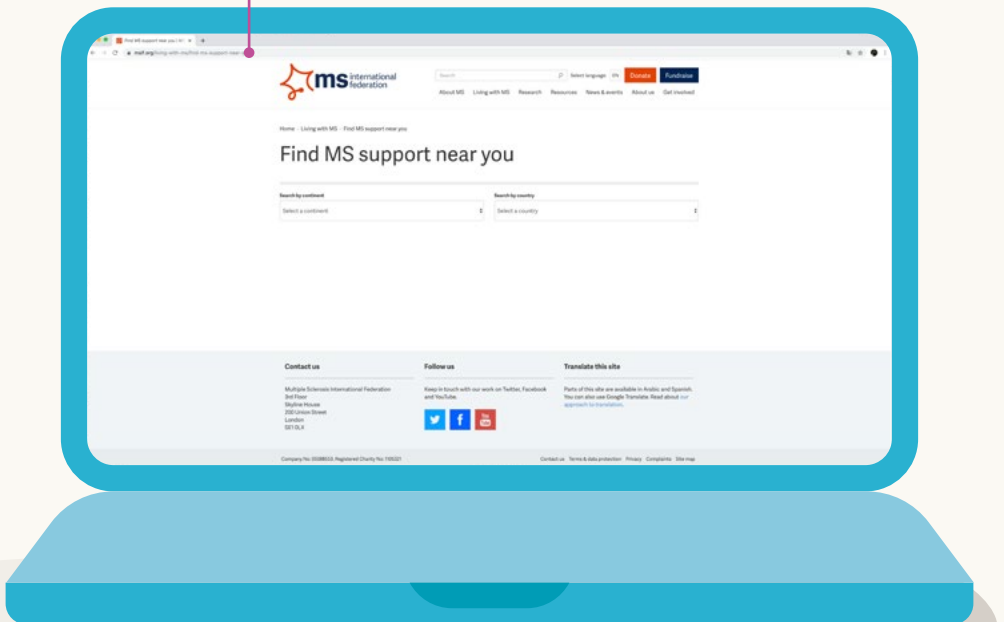 Find MS support near you |
msif.org/living-with-ms/find-ms-support-near-
ms international
federation
Search
Select language EN
Donate
Fundraise
About MS Living with MS Research Resources News & events About us Get involved
Home Living with MS Find MS support near you
Find MS support near you
Search by continent
Select a continent
Search by country
Select a country
Contact us
Multiple Sclerosis International Federation
3rd Floor
Skyline House
200 Union Street
London
SE1 0LX
Follow us
Keep in touch with our work on Twitter, Facebook
and YouTube.
You
Tube
Translate this site
Parts of this site are available in Arabic and Spanish.
You can also use Google Translate. Read about our
approach to translation.
Company No: Registered Charity No:
Contact us Terms & data protection Privacy Complaints Site map